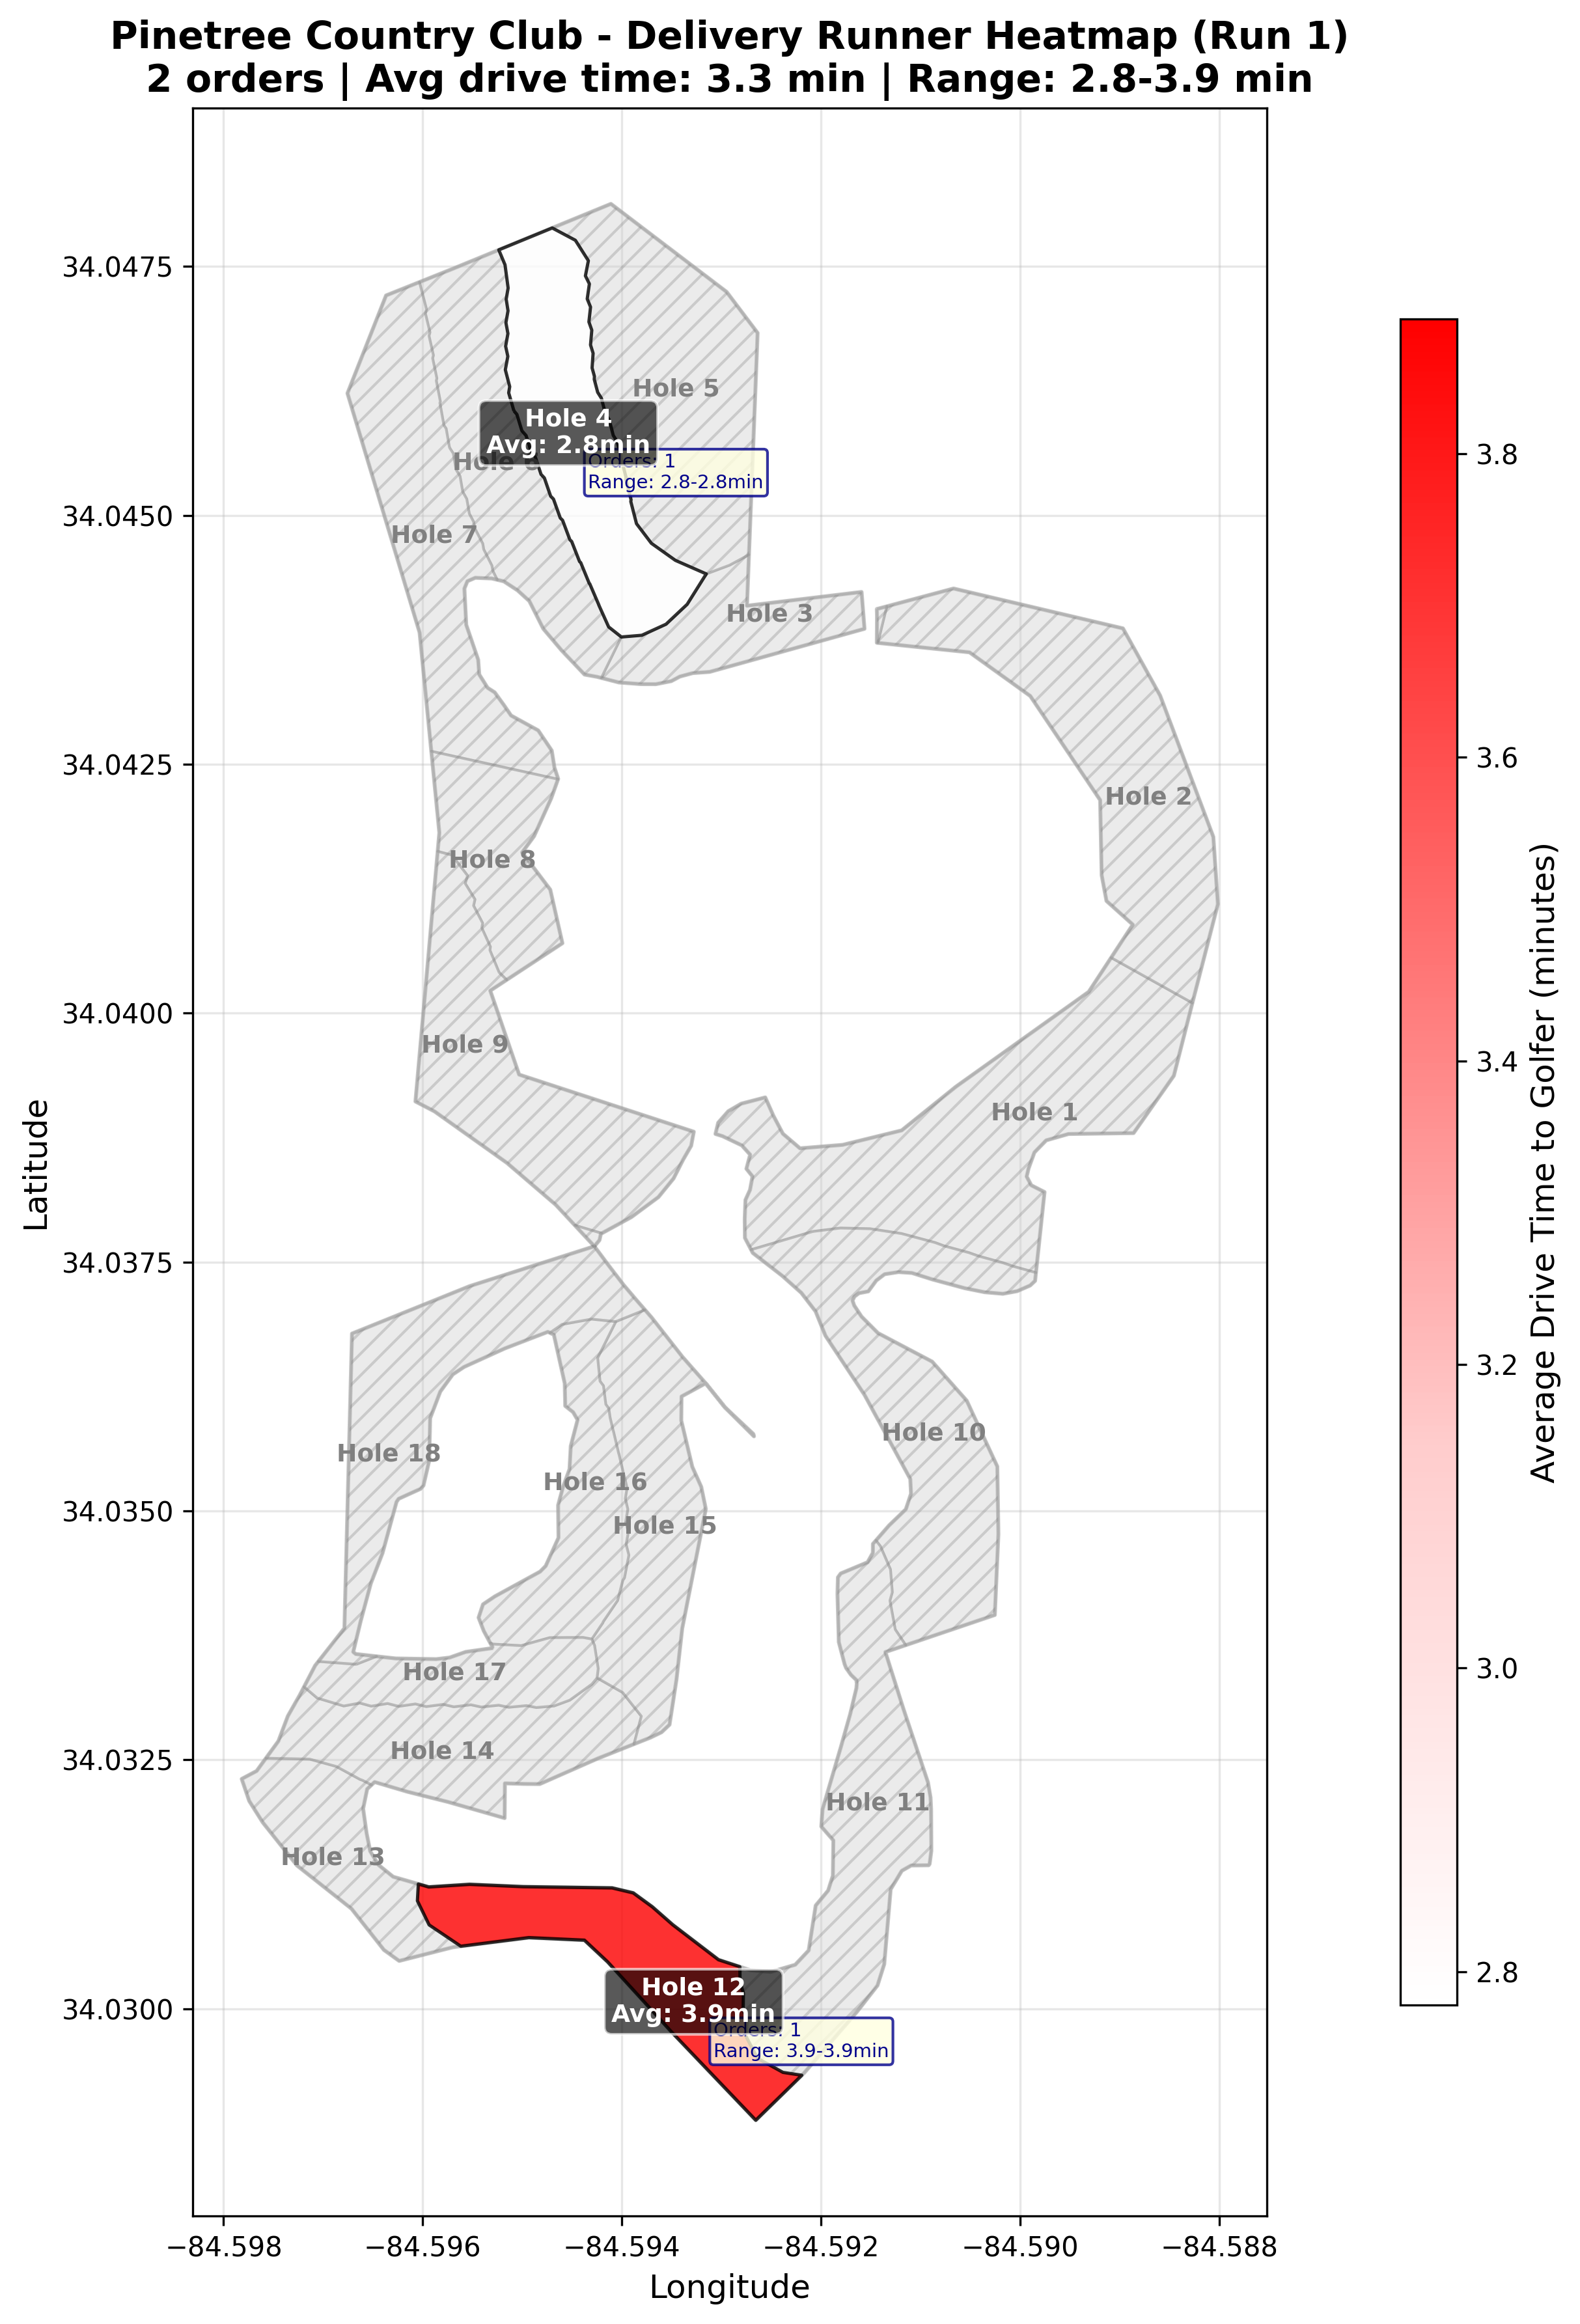 Pinetree Country Club - Delivery Runner Heatmap (Run 1)
2 orders | Avg drive time: 3.3 min | Range: 2.8-3.9 min
34.0475
34.0450
34.0425
34.0400
34.0375
34.0350
34.0325
34.0300
Latitude
Hole 5
Hole 4
Avg: 2.8min
Orders: 1
Range: 2.8-2.8min
Hole
Hole 7
Hole 3
Hole 2
Hole 8
Hole 9
Hole 1
Hole 10
Hole 18
Hole 16
Hole 15
Hole 17
Hole 14
Hole 11
Hole 13
Hole 12
Avg: 3.9min
Orders: 1
Range: 3.9-3.9min
−84.598
−84.596
−84.594
−84.592
−84.590
−84.588
Longitude
3.8
3.6
3.4
3.2
3.0
2.8
Average Drive Time to Golfer (minutes)